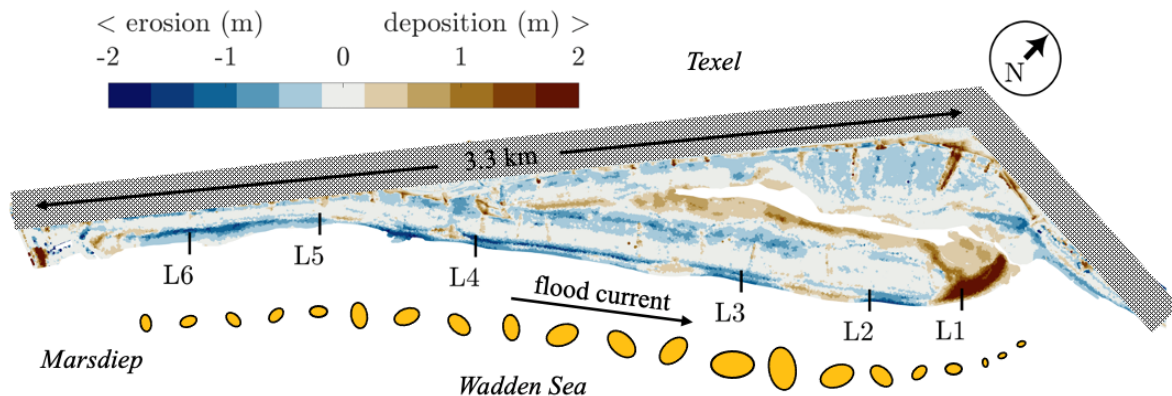 < erosion (m) deposition (m) >
-2 -1 0 1 2
Texel
N
3.3 km
L6
L5
L4
L3
L2
L1
flood current
Marsdiep
Wadden Sea